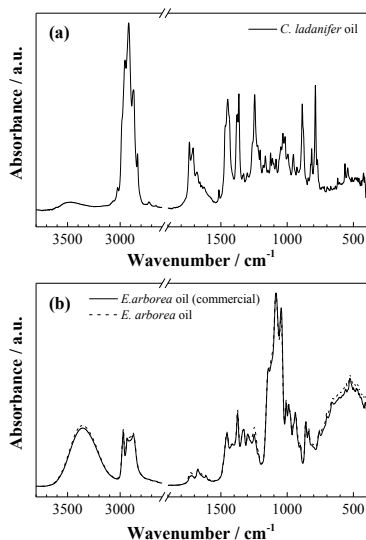 (a)
C. ladanifer oil
Absorbance / a.u.
3500 3000 1500 1000 500
Wavenumber / cm-1
(b)
E.arborea oil (commercial)
E. arborea oil
Absorbance / a.u.
3500 3000 1500 1000 500
Wavenumber / cm-1